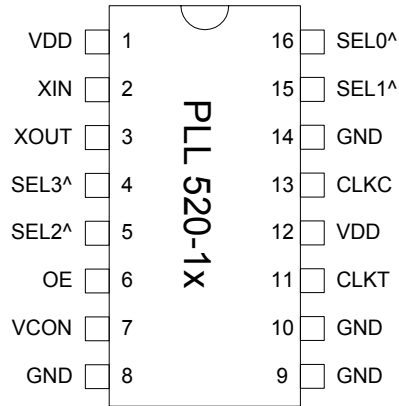 VDD 1 16 SEL0^
XIN 2 15 SEL1^
XOUT 3 14 GND
SEL3^ 4 13 CLKC
SEL2^ 5 12 VDD
OE 6 11 CLKT
VCON 7 10 GND
GND 8 9 GND
PLL 520-1x